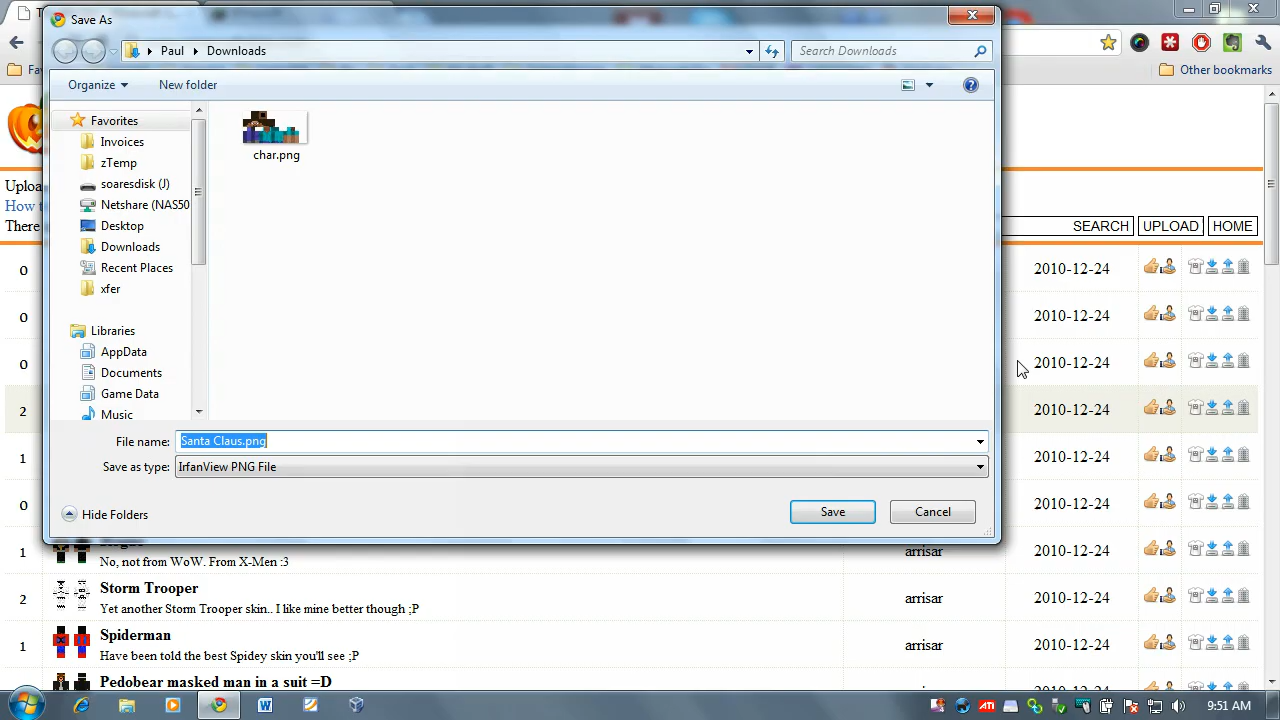 Save As
Paul
Downloads
Search Downloads
Organize
New folder
Other bookmarks
Favorites
Invoices
zTemp
soaresdisk (J)
Netshare (NAS50
Desktop
Downloads
Recent Places
xfer
Libraries
AppData
Documents
Game Data
Music
char.png
File name: Santa Claus.png
Save as type: IrfanView PNG File
Hide Folders
Save
Cancel
How
There
SEARCH
UPLOAD
HOME
0
2010-12-24
0
2010-12-24
0
2010-12-24
2
2010-12-24
1
2010-12-24
0
2010-12-24
1
No, not from WoW. From X-Men :3
arrisar
2010-12-24
2
Storm Trooper
Yet another Storm Trooper skin.. I like mine better though ;P
arrisar
2010-12-24
1
Spiderman
Have been told the best Spidey skin you'll see ;P
arrisar
2010-12-24
Pedobear masked man in a suit =D
ATI
9:51 AM